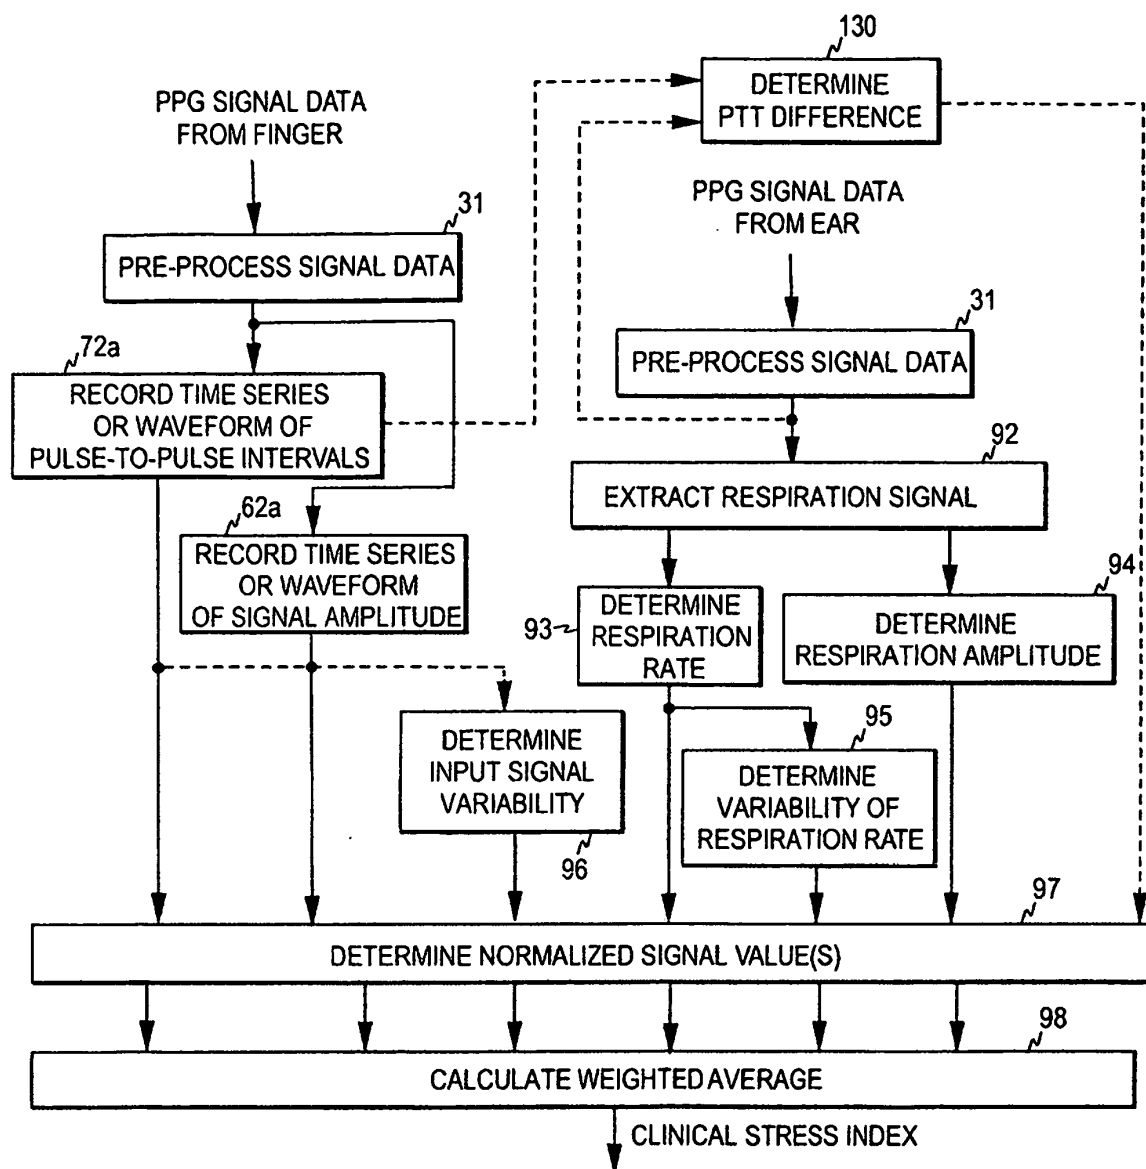 130
DETERMINE
PTT DIFFERENCE
PPG SIGNAL DATA
FROM FINGER
PPG SIGNAL DATA
FROM EAR
31
PRE-PROCESS SIGNAL DATA
31
PRE-PROCESS SIGNAL DATA
72a
RECORD TIME SERIES
OR WAVEFORM OF
PULSE-TO-PULSE INTERVALS
92
EXTRACT RESPIRATION SIGNAL
62a
RECORD TIME SERIES
OR WAVEFORM
OF SIGNAL AMPLITUDE
93
DETERMINE
RESPIRATION
RATE
94
DETERMINE
RESPIRATION AMPLITUDE
DETERMINE
INPUT SIGNAL
VARIABILITY
96
95
DETERMINE
VARIABILITY OF
RESPIRATION RATE
97
DETERMINE NORMALIZED SIGNAL VALUE(S)
98
CALCULATE WEIGHTED AVERAGE
CLINICAL STRESS INDEX